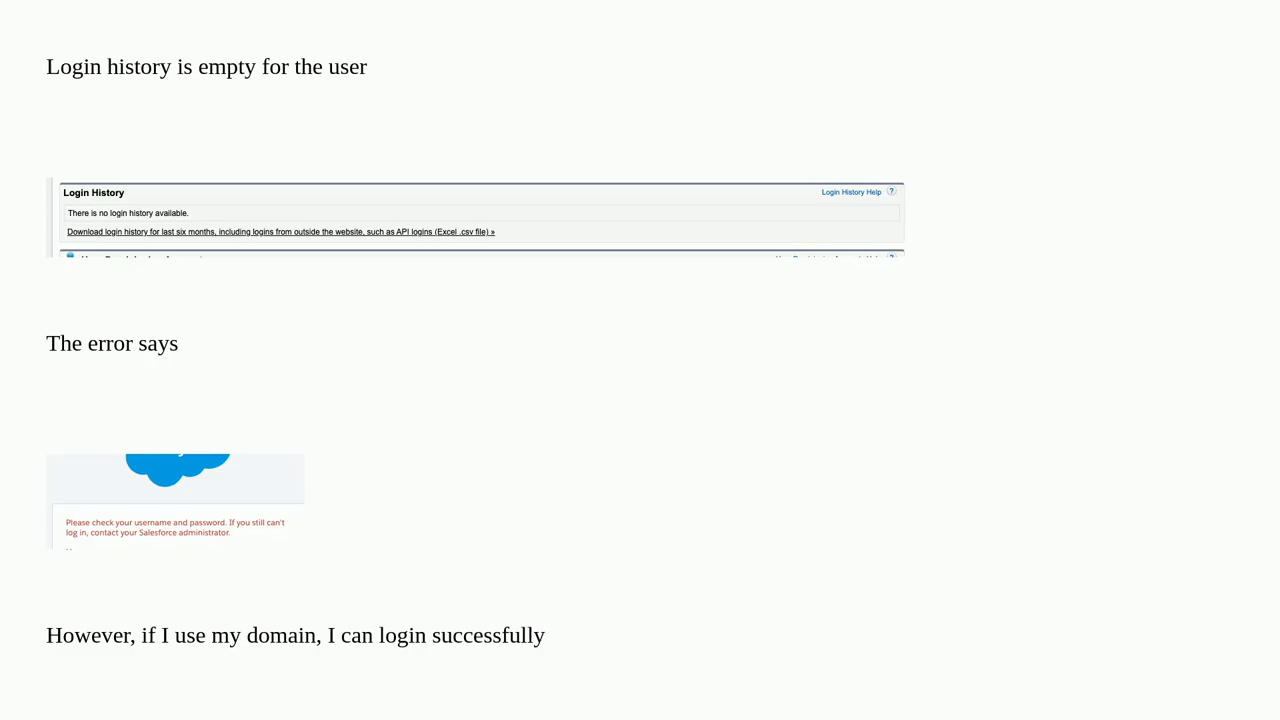 Login history is empty for the user
Login History
Login History Help ?
There is no login history available.
Download login history for last six months, including logins from outside the website, such as API logins (Excel .csv file) »
The error says
Please check your username and password. If you still can't
log in, contact your Salesforce administrator.
However, if I use my domain, I can login successfully